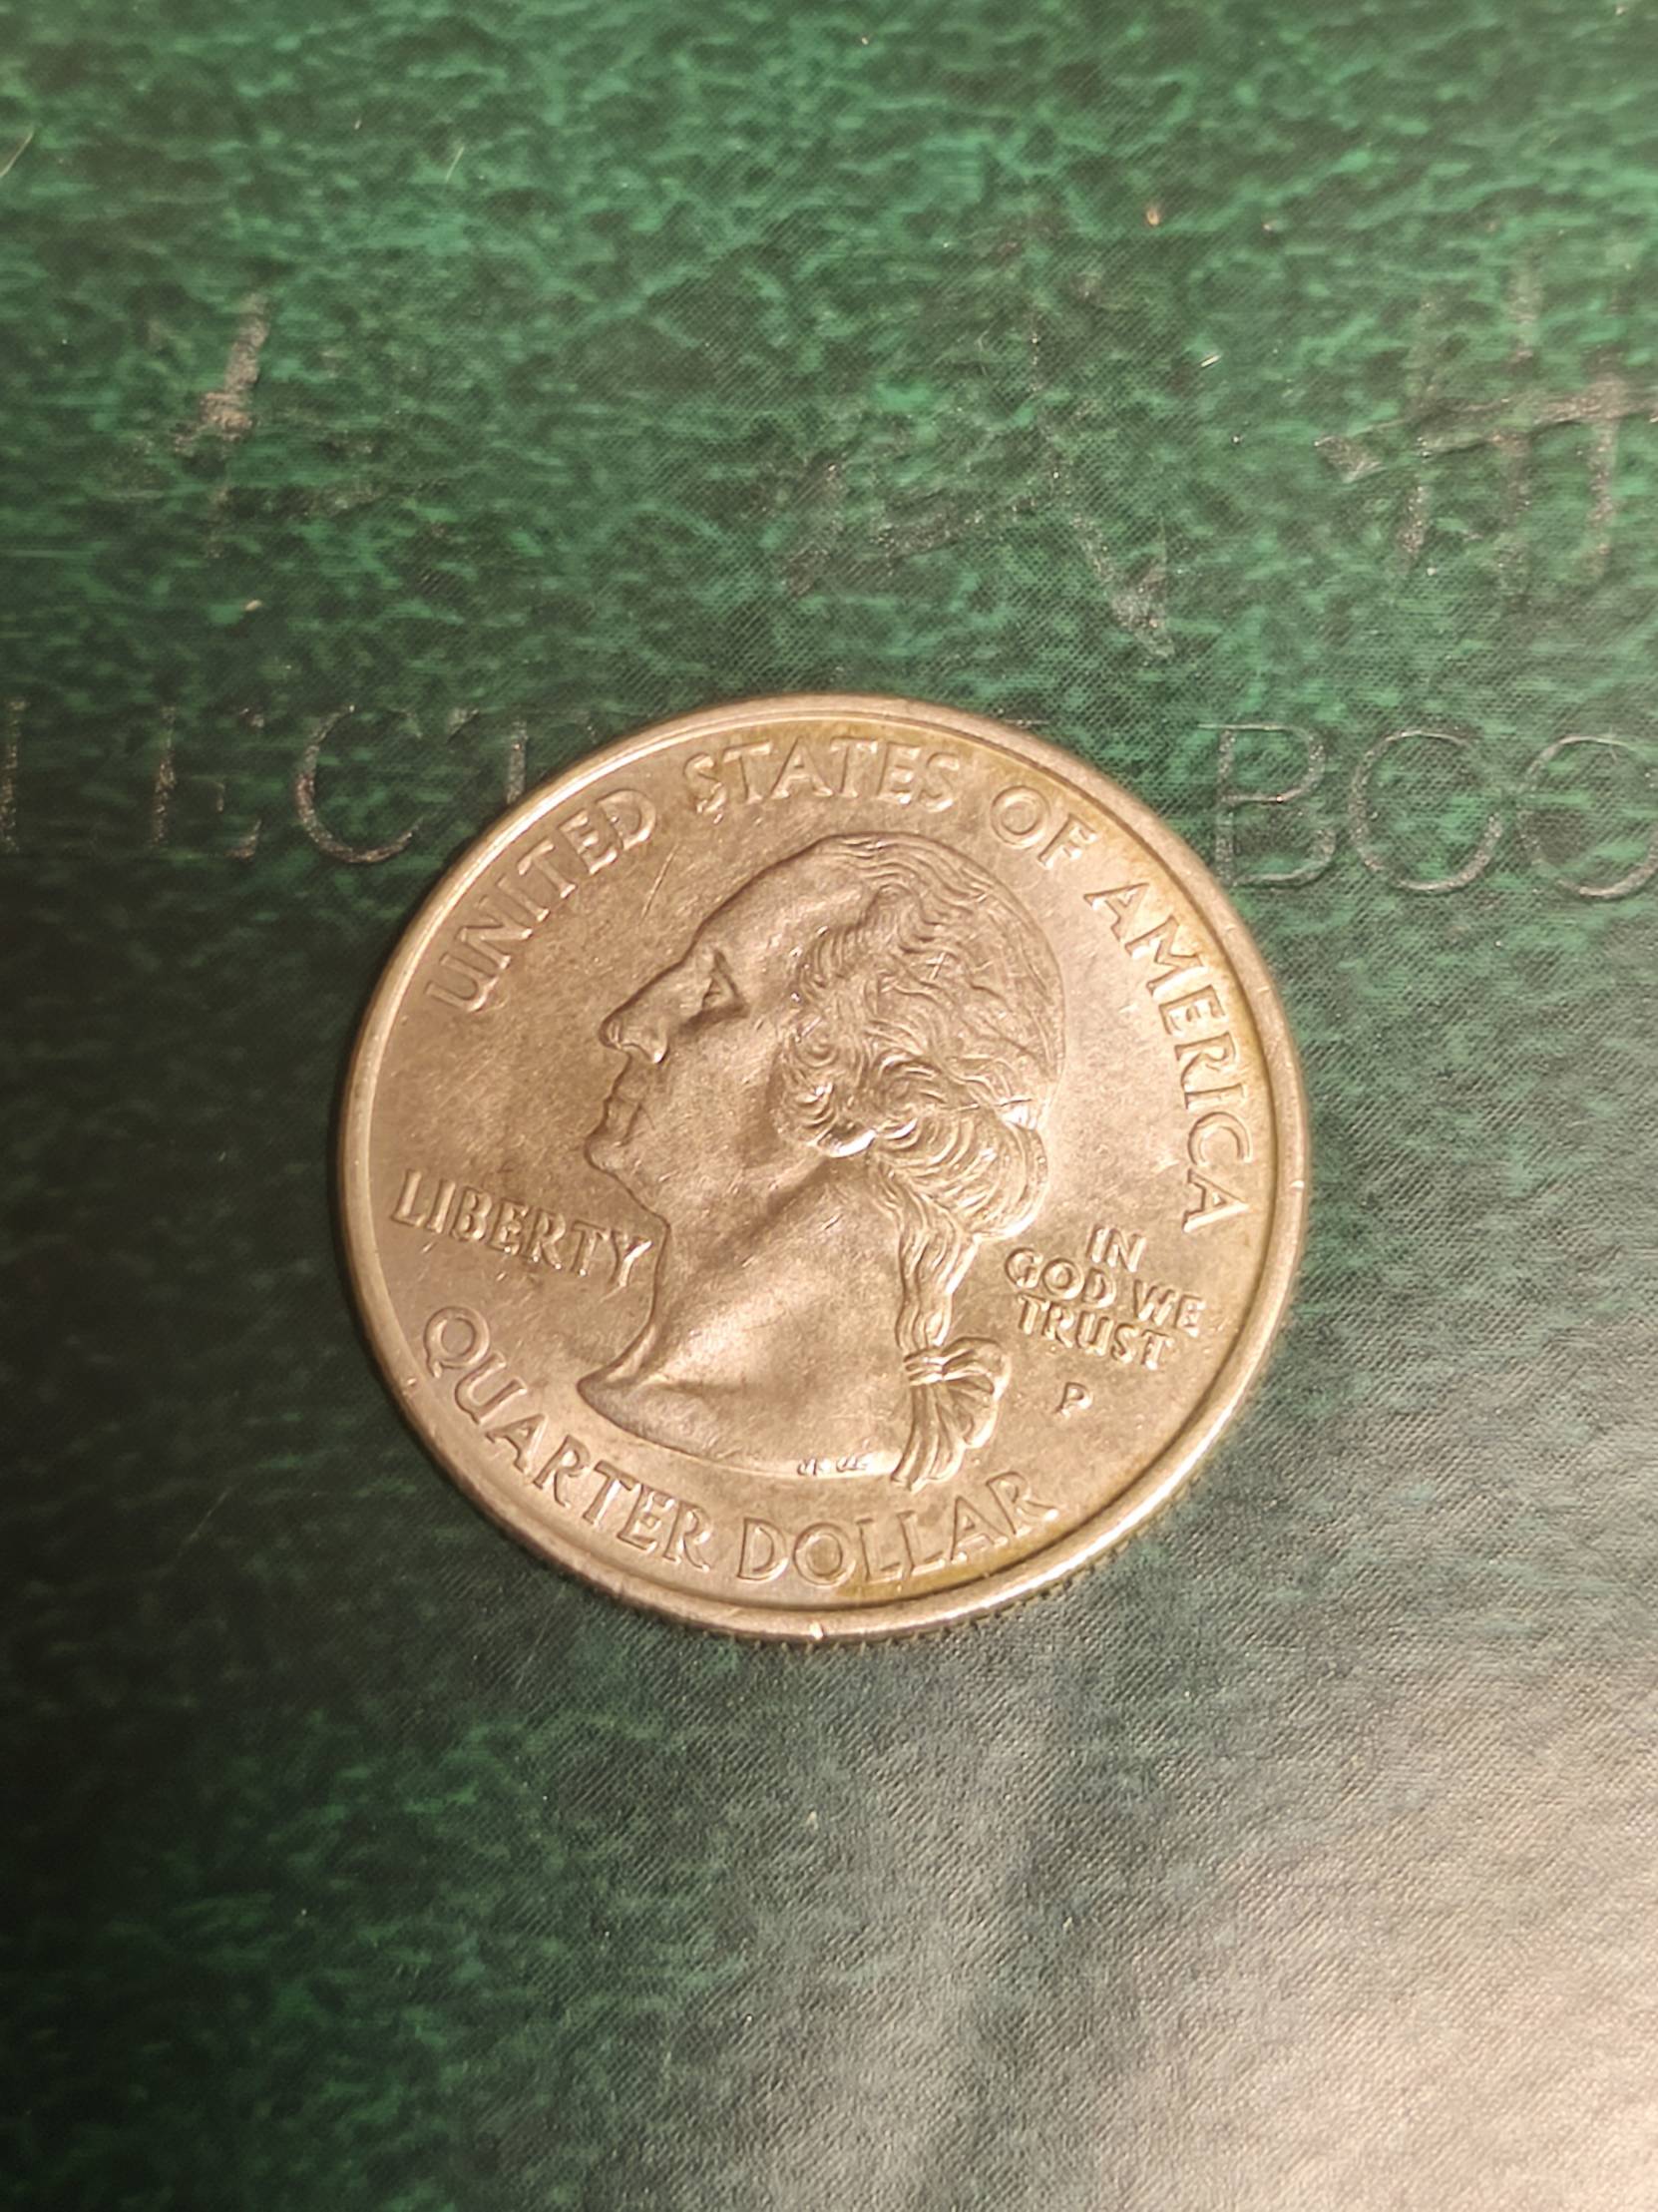 UNITED STATES OF AMERICA
LIBERTY
IN
GOD WE
TRUST
P
QUARTER DOLLAR